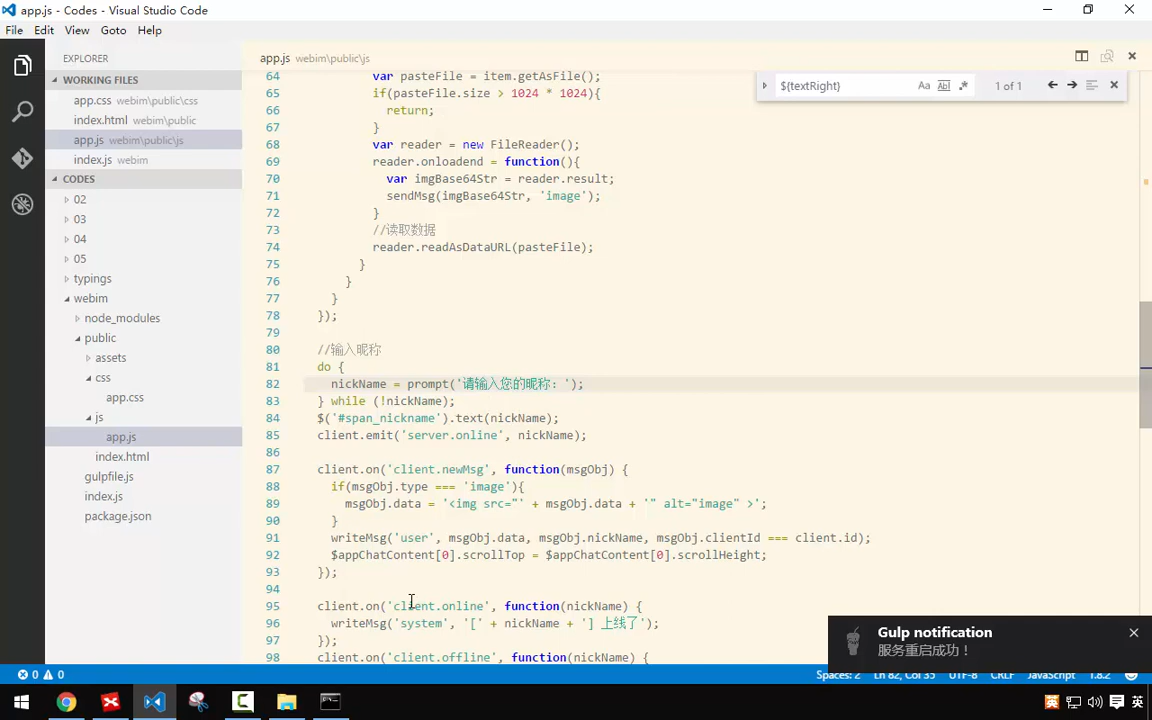 app.js - Codes - Visual Studio Code
File Edit View Goto Help
EXPLORER
WORKING FILES
app.css webim\public\css
index.html webim\public
app.js webim\public\js
index.js webim
CODES
02
03
04
05
typings
webim
node_modules
public
assets
css
app.css
js
app.js
index.html
gulpfile.js
index.js
package.json
app.js webim\public\js
${textRight}
Aa Abl .* 1 of 1
64 var pasteFile = item.getAsFile();
65 if(pasteFile.size > 1024 * 1024){
66 return;
67 }
68 var reader = new FileReader();
69 reader.onloadend = function(){
70 var imgBase64Str = reader.result;
71 sendMsg(imgBase64Str, 'image');
72 }
73 //读取数据
74 reader.readAsDataURL(pasteFile);
75 }
76 }
77 }
78 });
79
80 //输入昵称
81 do {
82 nickName = prompt('请输入您的昵称：');
83 } while (!nickName);
84 $('#span_nickname').text(nickName);
85 client.emit('server.online', nickName);
86
87 client.on('client.newMsg', function(msgObj) {
88 if(msgObj.type === 'image'){
89 msgObj.data = '<img src="' + msgObj.data + '" alt="image" >';
90 }
91 writeMsg('user', msgObj.data, msgObj.nickName, msgObj.clientId === client.id);
92 $appChatContent[0].scrollTop = $appChatContent[0].scrollHeight;
93 });
94
95 client.on('client.online', function(nickName) {
96 writeMsg('system', '[' + nickName + '] 上线了');
97 });
98 client.on('client.offline', function(nickName) {
Gulp notification
服务重启成功！
0 0
Spaces: 2 Ln 82, Col 35 UTF-8 CRLF JavaScript 1.8.2
英